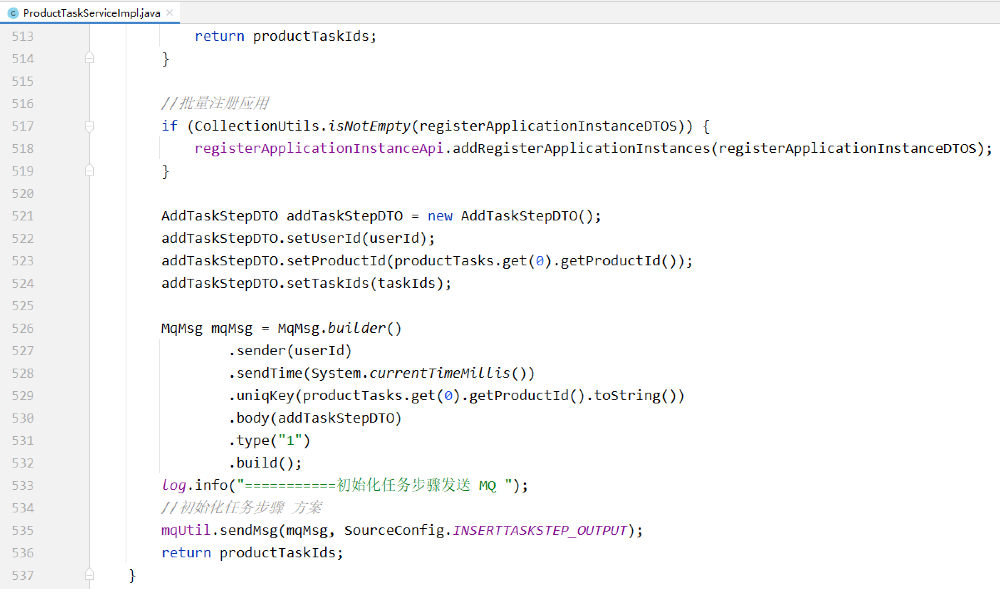 ProductTaskServiceImpl.java
513 return productTaskIds;
514 }
515
516 //批量注册应用
517 if (CollectionUtils.isNotEmpty(registerApplicationInstanceDTOS)) {
518 registerApplicationInstanceApi.addRegisterApplicationInstances(registerApplicationInstanceDTOS);
519 }
520
521 AddTaskStepDTO addTaskStepDTO = new AddTaskStepDTO();
522 addTaskStepDTO.setUserId(userId);
523 addTaskStepDTO.setProductId(productTasks.get(0).getProductId());
524 addTaskStepDTO.setTaskIds(taskIds);
525
526 MqMsg mqMsg = MqMsg.builder()
527 .sender(userId)
528 .sendTime(System.currentTimeMillis())
529 .uniqKey(productTasks.get(0).getProductId().toString())
530 .body(addTaskStepDTO)
531 .type("1")
532 .build();
533 log.info("===========初始化任务步骤发送 MQ ");
534 //初始化任务步骤 方案
535 mqUtil.sendMsg(mqMsg, SourceConfig.INSERTTASKSTEP_OUTPUT);
536 return productTaskIds;
537 }